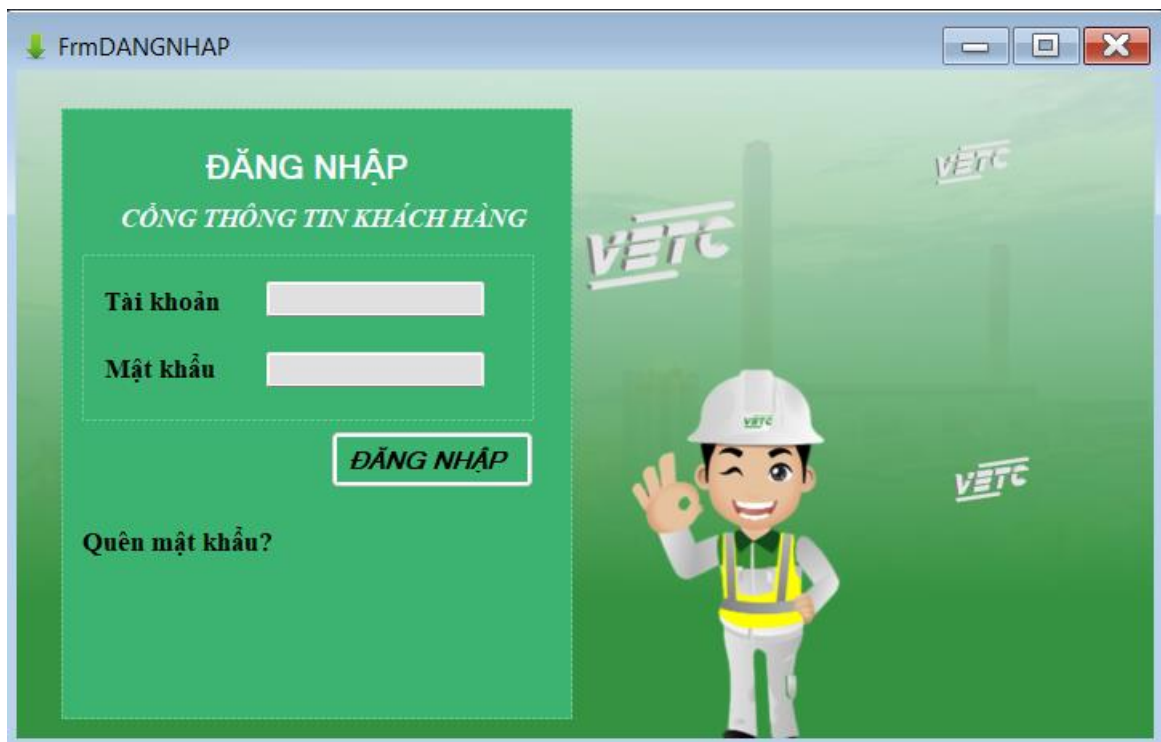 FrmDANGNHAP
ĐĂNG NHẬP
CỔNG THÔNG TIN KHÁCH HÀNG
Tài khoản
Mật khẩu
ĐĂNG NHẬP
Quên mật khẩu?
VETC
VETC
VETC
VETC